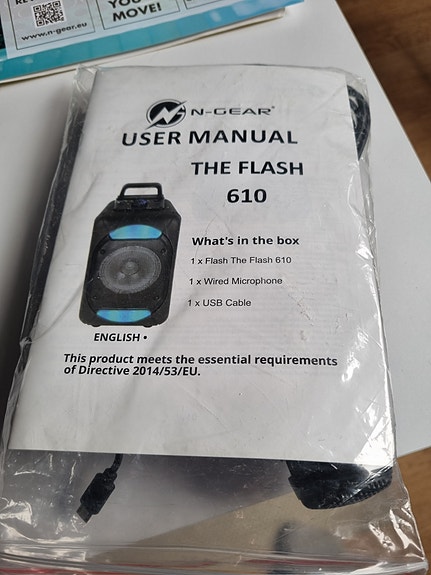 YOU
MOVE!
www.n-gear.eu
N-GEAR®
USER MANUAL
THE FLASH
610
What's in the box
1 x Flash The Flash 610
1 x Wired Microphone
1 x USB Cable
ENGLISH •
This product meets the essential requirements
of Directive 2014/53/EU.